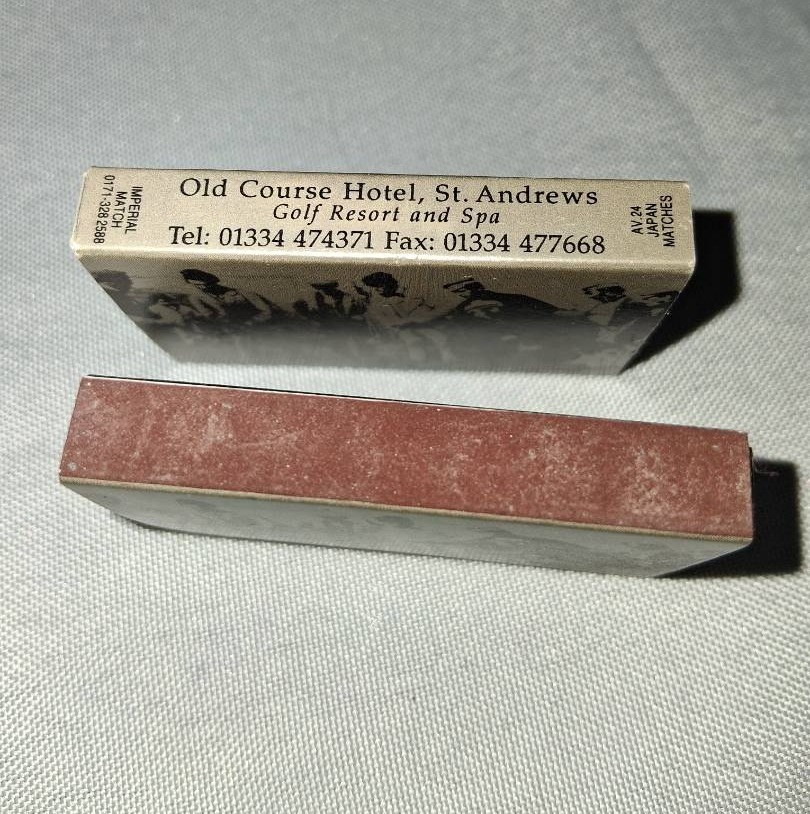 IMPERIAL
MATCH
0171-328 2588
Old Course Hotel, St. Andrews
Golf Resort and Spa
Tel: 01334 474371 Fax: 01334 477668
AV.24
JAPAN
MATCHES